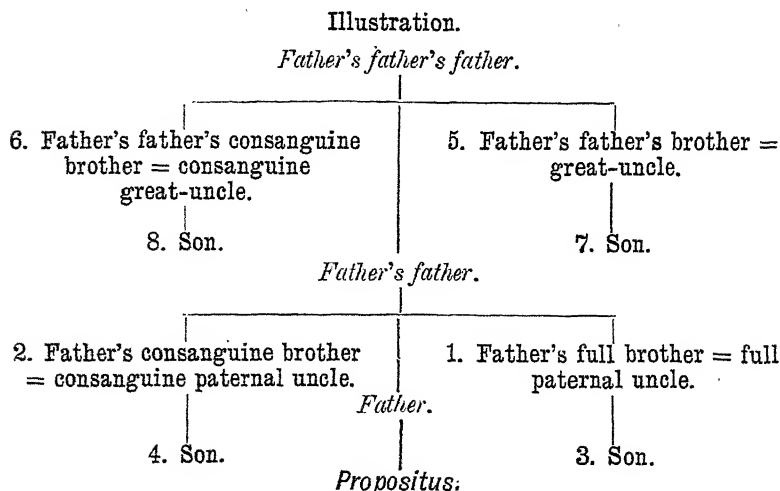 Illustration.
Father's father's father.
6. Father's father's consanguine
brother = consanguine
great-uncle.
5. Father's father's brother =
great-uncle.
8. Son.
7. Son.
Father's father.
2. Father's consanguine brother
= consanguine paternal uncle.
1. Father's full brother = full
paternal uncle.
Father.
4. Son.
3. Son.
Propositus.